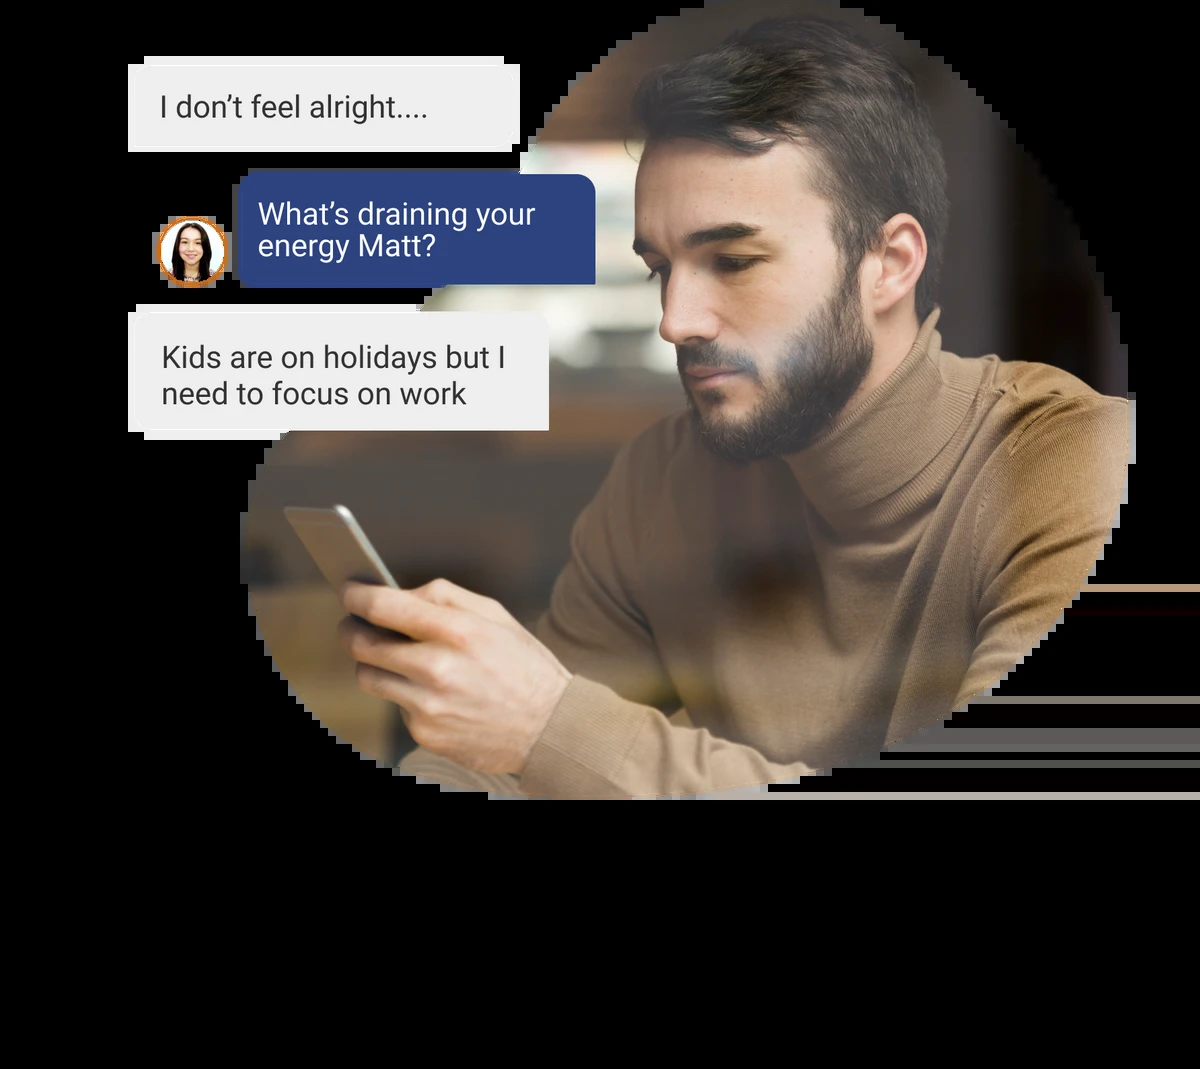 I don’t feel alright....
What’s draining your
energy Matt?
Kids are on holidays but I
need to focus on work